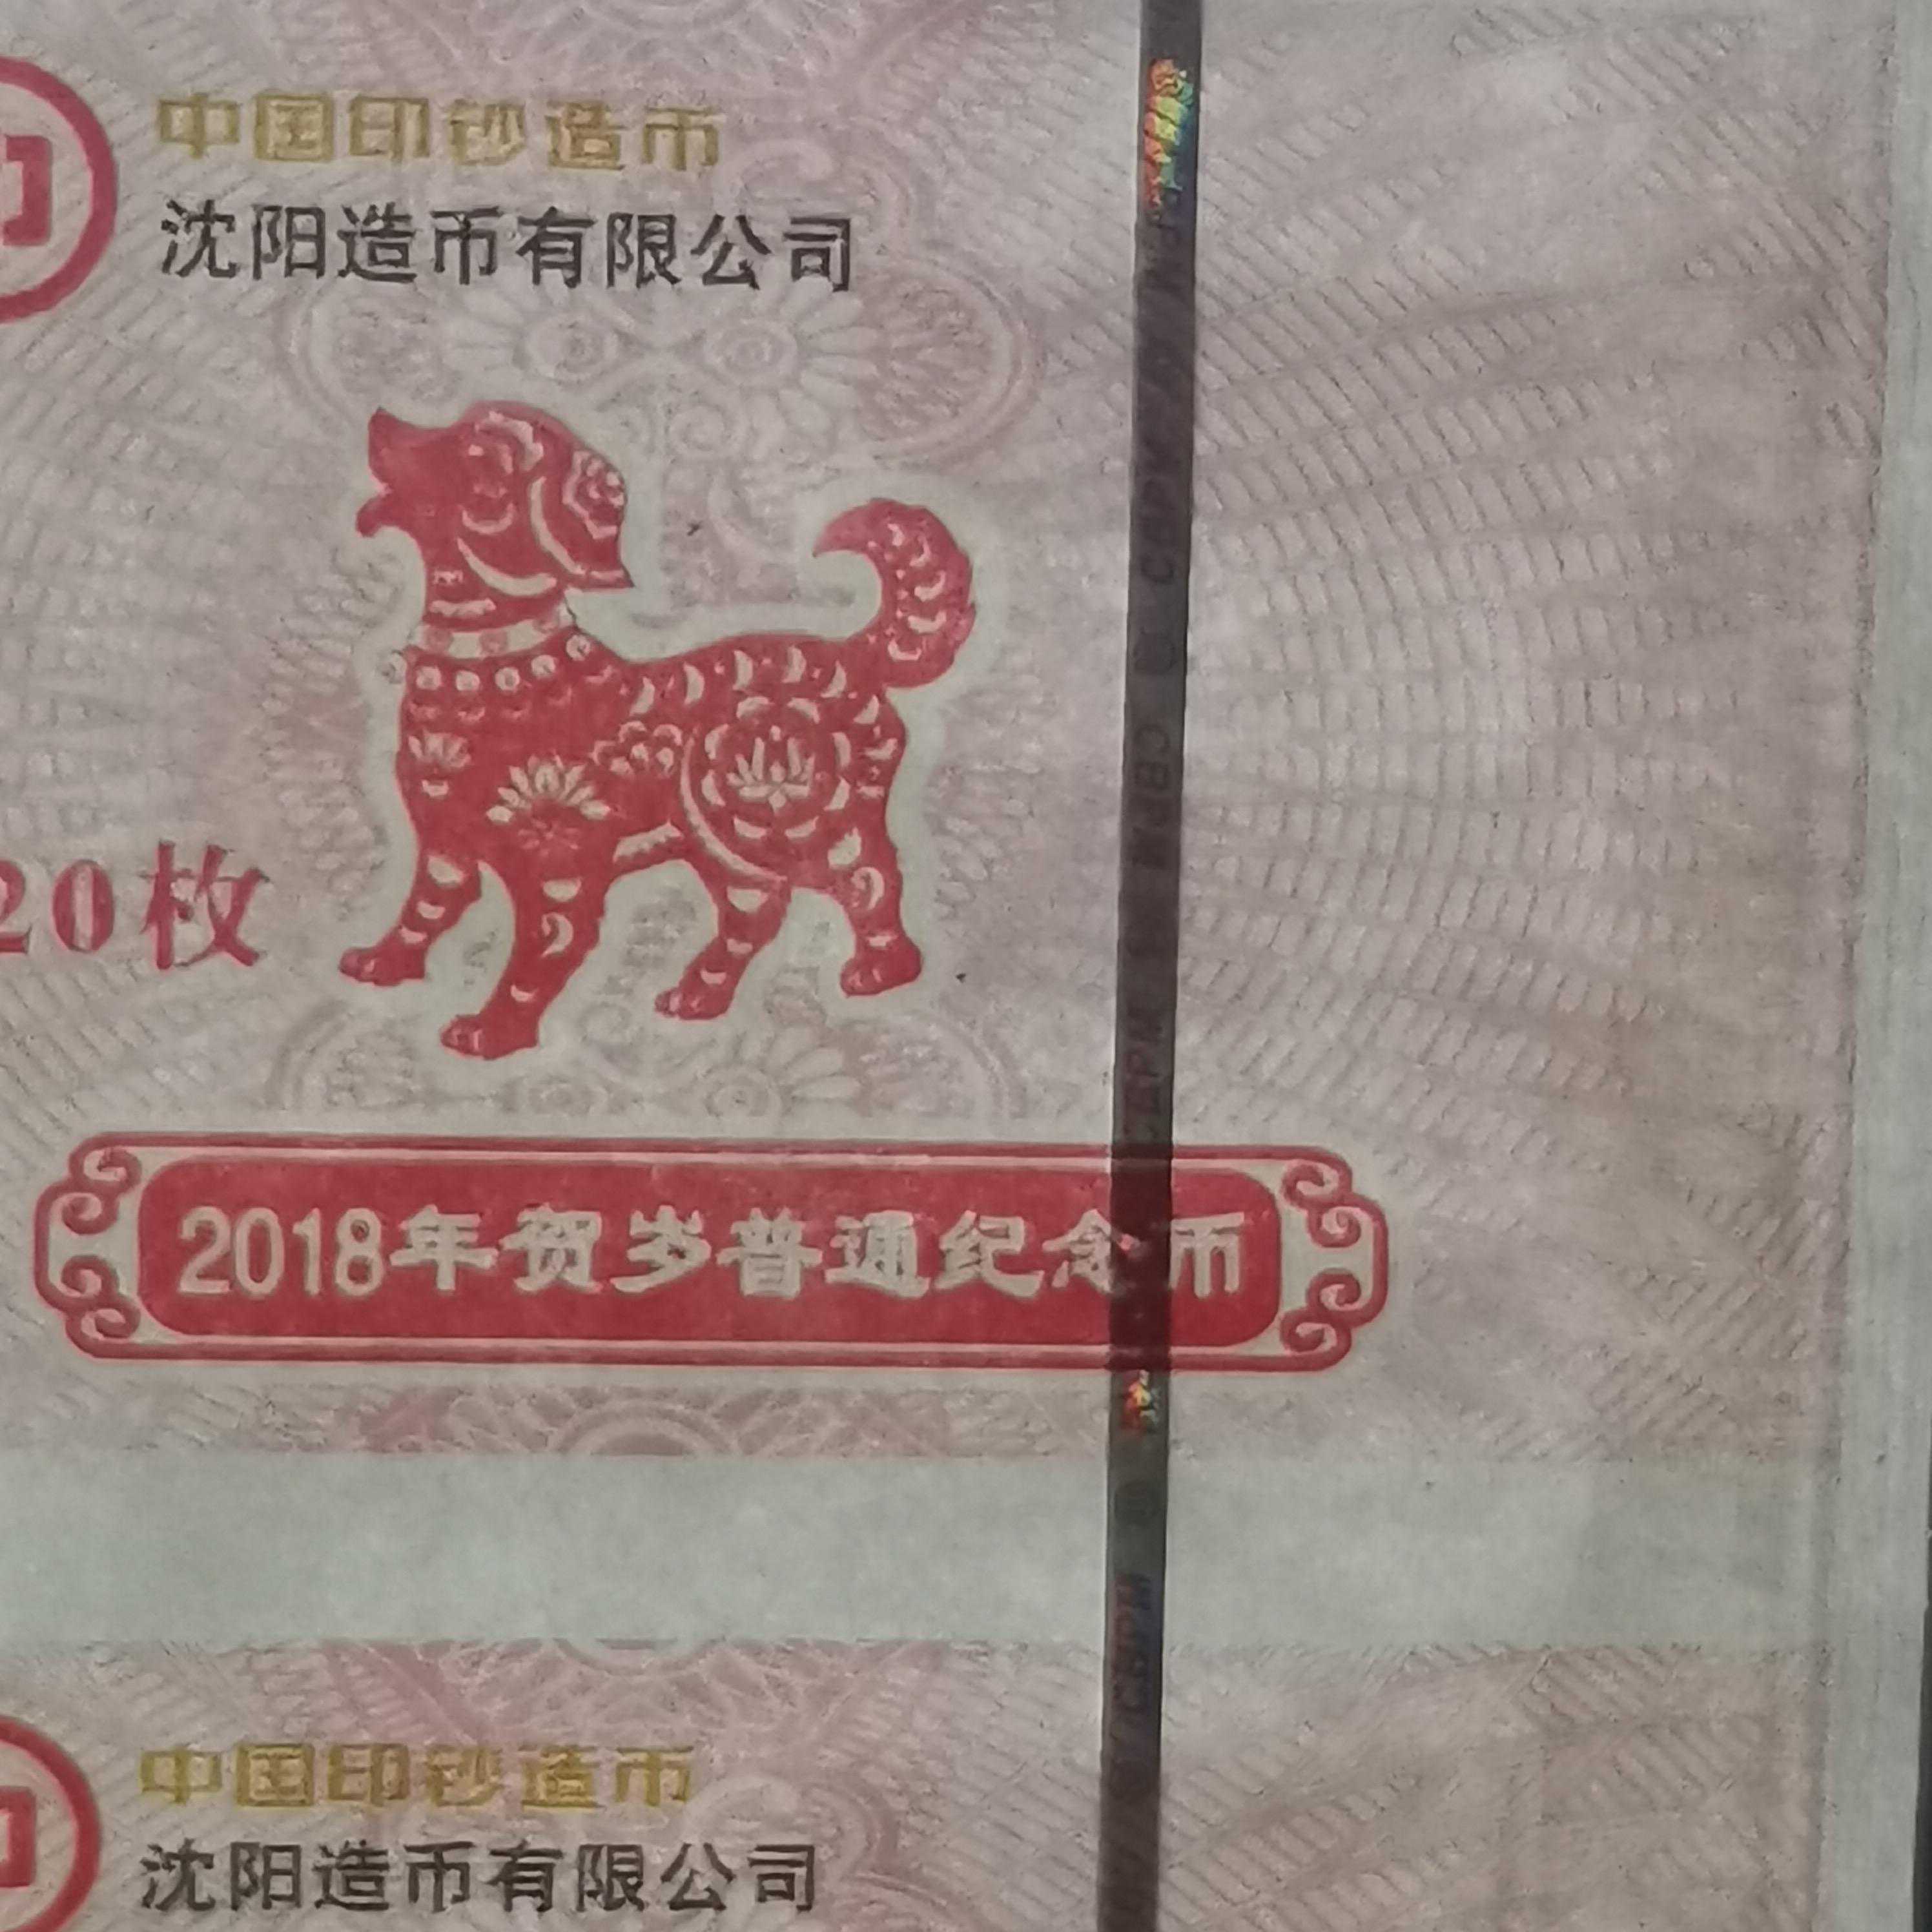 中国印钞造币
沈阳造币有限公司
20枚
2018年贺岁普通纪念币
中国印钞造币
沈阳造币有限公司